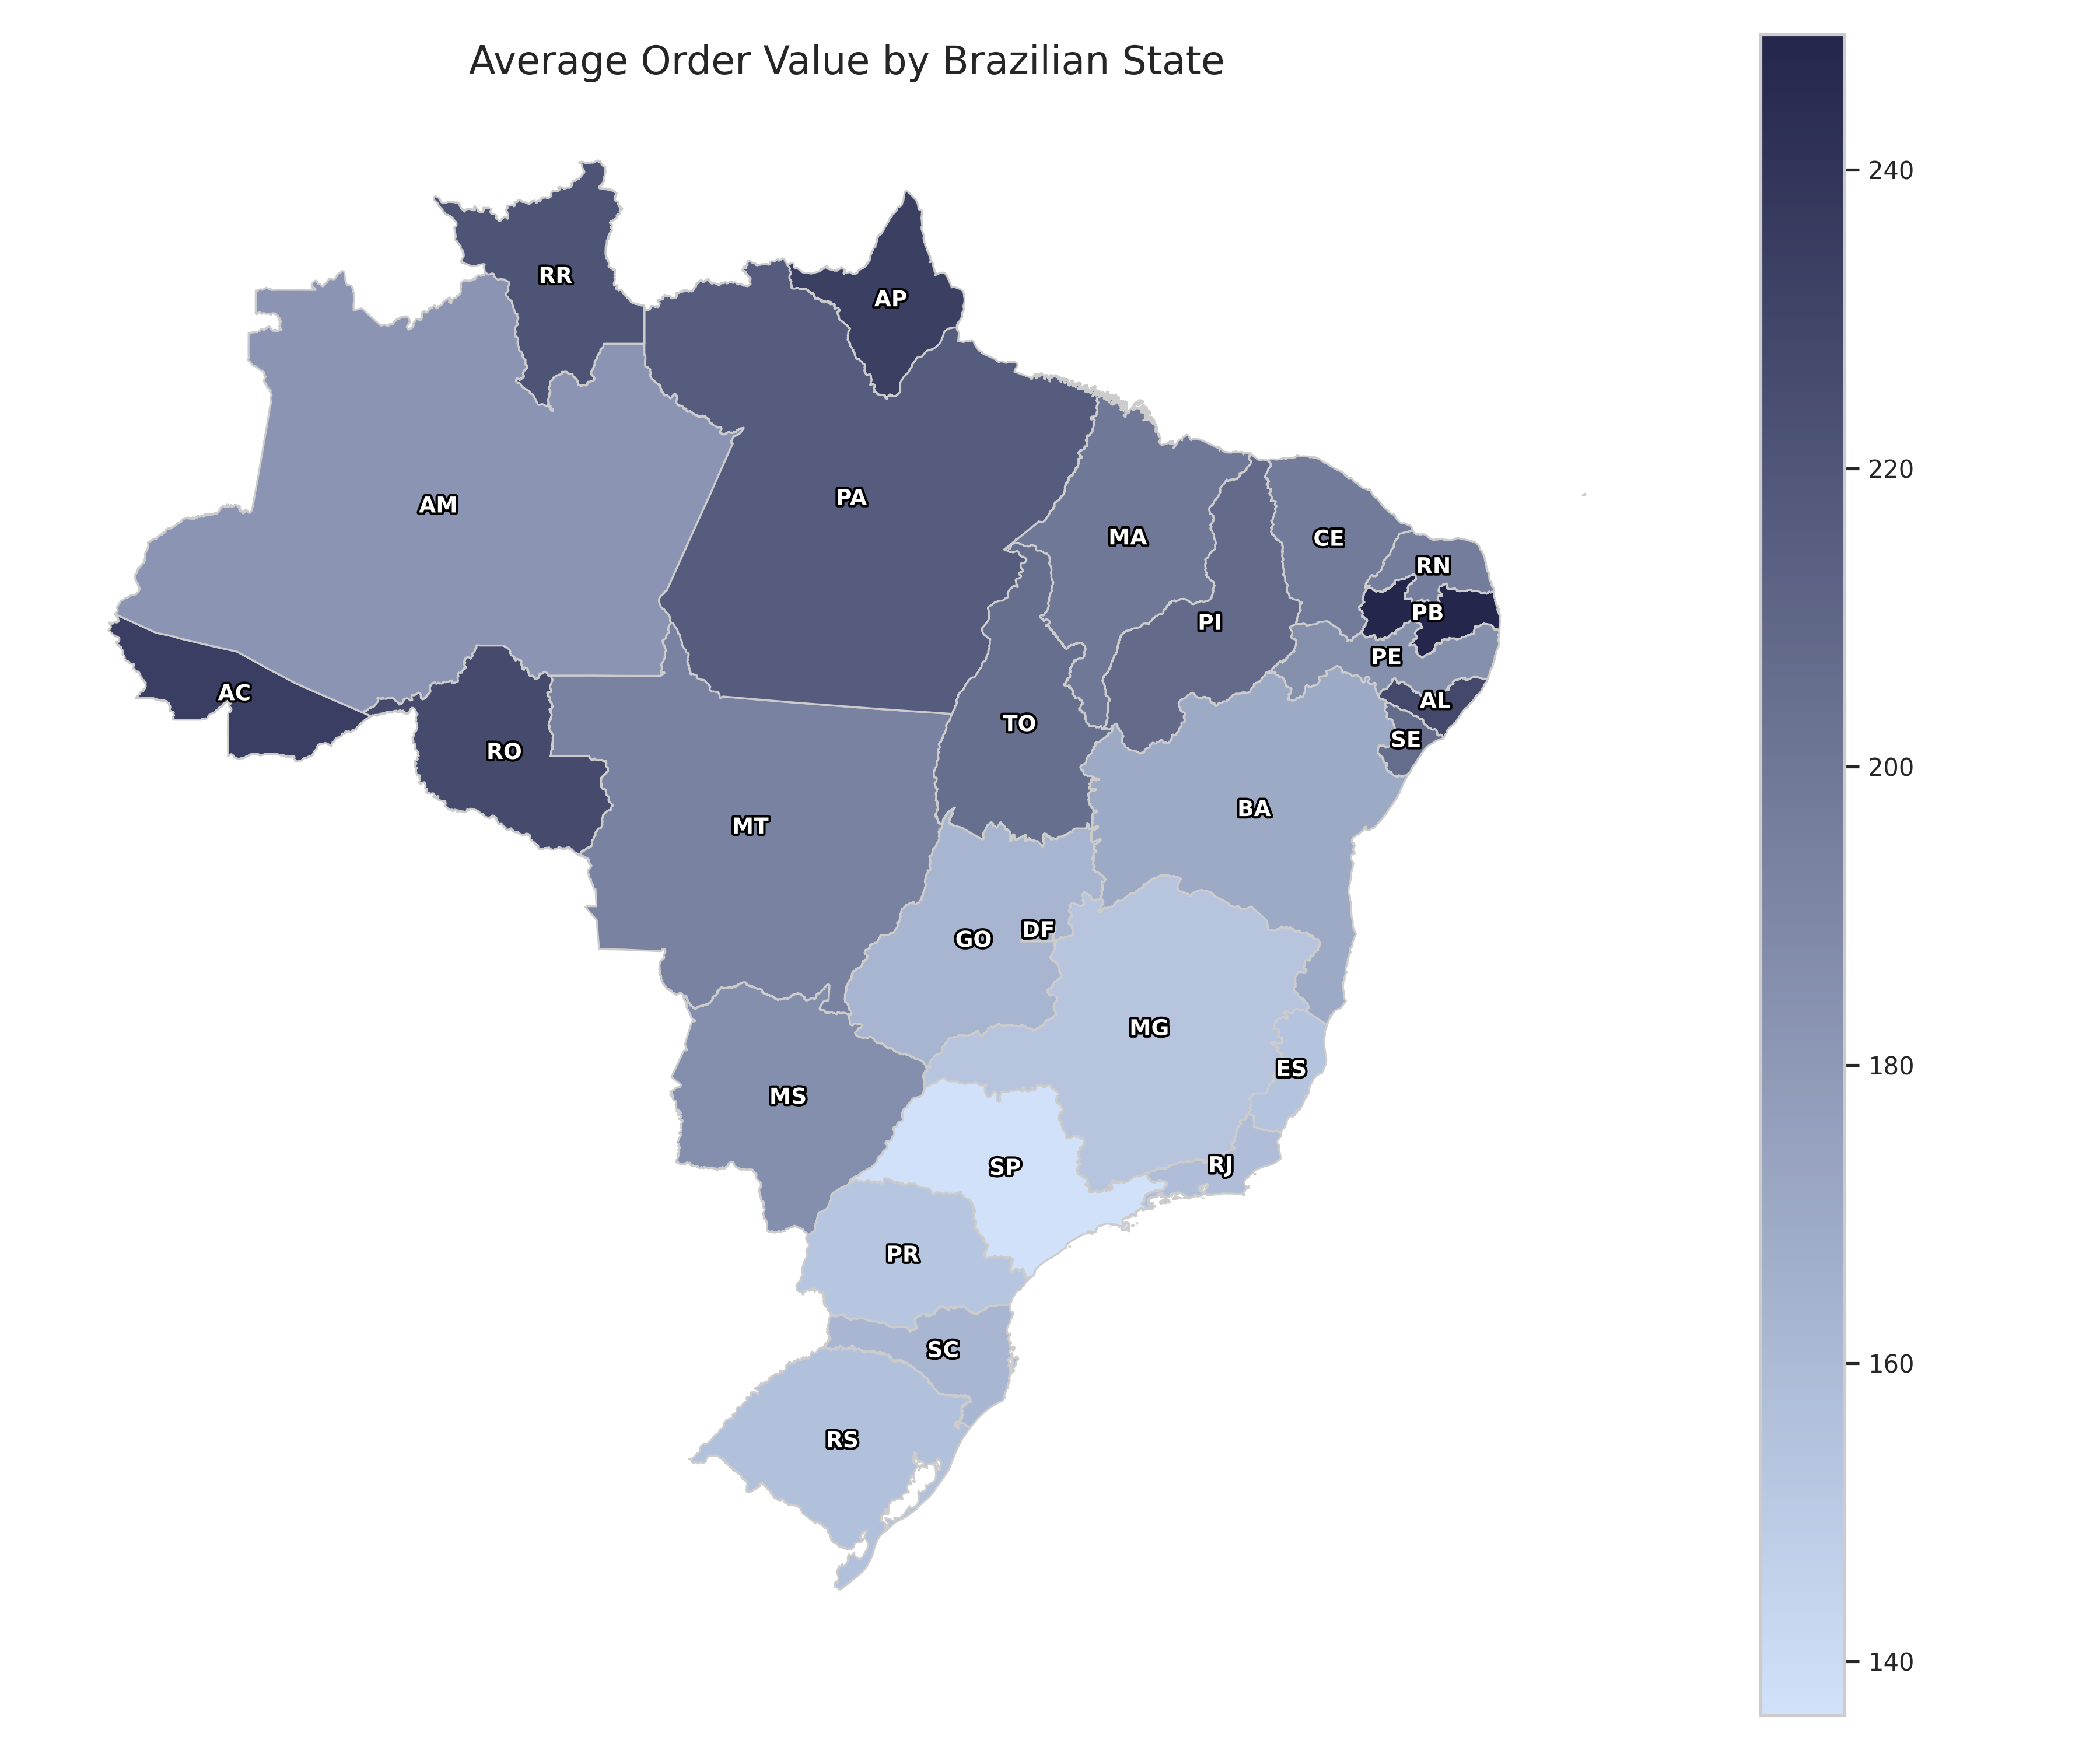 Average Order Value by Brazilian State
240
RR
AP
220
PA
AM
MA
CE
RN
PB
PI
PE
AC
AL
TO
SE
RO
200
BA
MT
DF
GO
MG
ES
180
MS
RJ
SP
PR
SC
160
RS
140